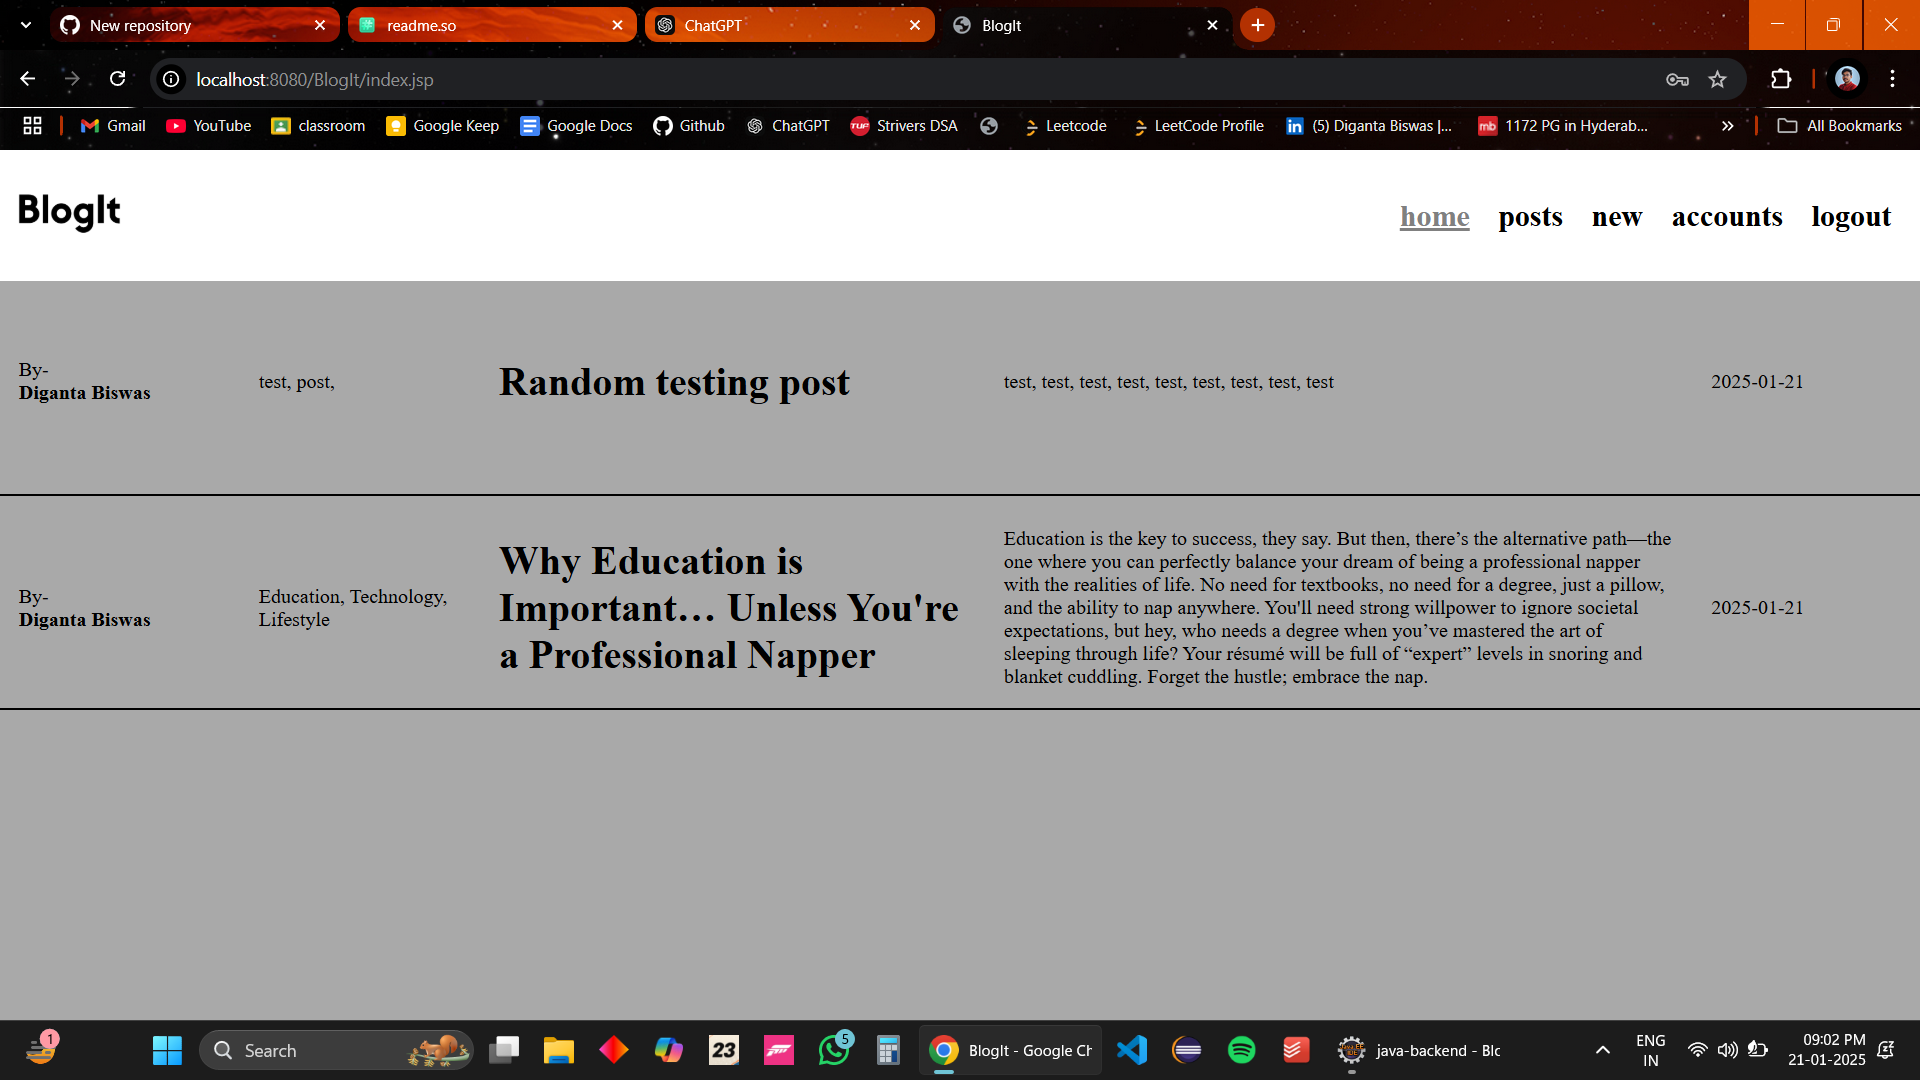 New repository
readme.so
ChatGPT
BlogIt
localhost:8080/BlogIt/index.jsp
Gmail
YouTube
classroom
Google Keep
Google Docs
Github
ChatGPT
TUF
Strivers DSA
Leetcode
LeetCode Profile
in
(5) Diganta Biswas |...
mb
1172 PG in Hyderab...
All Bookmarks
BlogIt
home
posts
new
accounts
logout
By-
Diganta Biswas
test, post,
Random testing post
test, test, test, test, test, test, test, test, test
2025-01-21
By-
Diganta Biswas
Education, Technology,
Lifestyle
Why Education is
Important… Unless You're
a Professional Napper
Education is the key to success, they say. But then, there’s the alternative path—the
one where you can perfectly balance your dream of being a professional napper
with the realities of life. No need for textbooks, no need for a degree, just a pillow,
and the ability to nap anywhere. You'll need strong willpower to ignore societal
expectations, but hey, who needs a degree when you’ve mastered the art of
sleeping through life? Your résumé will be full of “expert” levels in snoring and
blanket cuddling. Forget the hustle; embrace the nap.
2025-01-21
1
Search
23
5
BlogIt - Google Ch
java-backend - Blo
ENG
IN
09:02 PM
21-01-2025